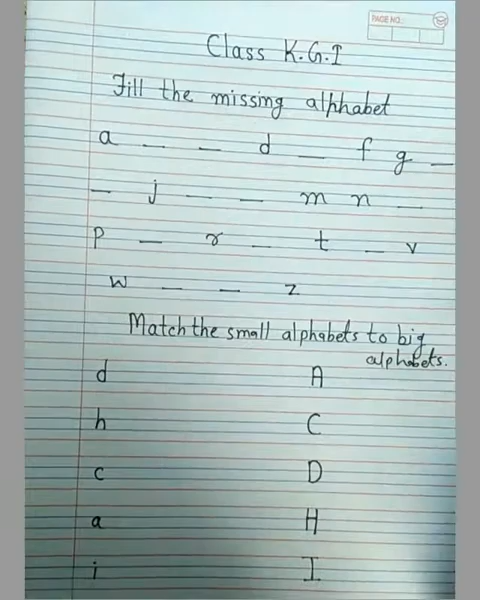 PAGE NO.
Class K.G.I
Fill the missing alphabet
a _ _ d _ f g _
_ j _ _ m n _
p _ r _ t _ v
w _ _ z
Match the small alphabets to big
alphabets.
d A
h C
c D
a H
i I